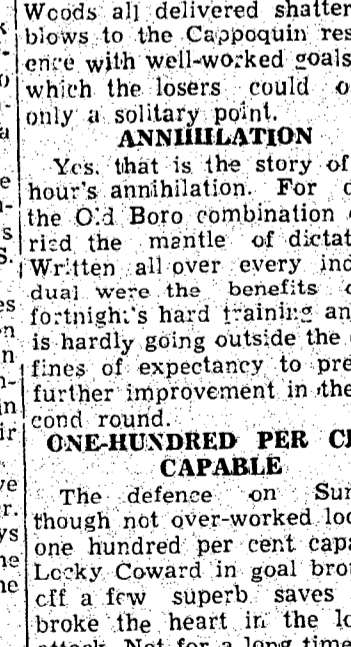 Woods all delivered shatter
blows to the Cappoquin res
ence with well-worked goals
which the losers could o
only a solitary point.
ANNIHILATION
Yes, that is the story of
hour's annihilation. For
the Old Boro combination
ried the mantle of dictat
Written all over every ind
dual were the benefits
fortnight's hard training an
is hardly going outside the
fines of expectancy to pre
further improvement in the
cond round.
ONE-HUNDRED PER C
CAPABLE
The defence on Sun
though not over-worked loo
one hundred per cent capa
Locky Coward in goal bro
off a few superb saves
broke the heart in the lo
attack. Not for a long time